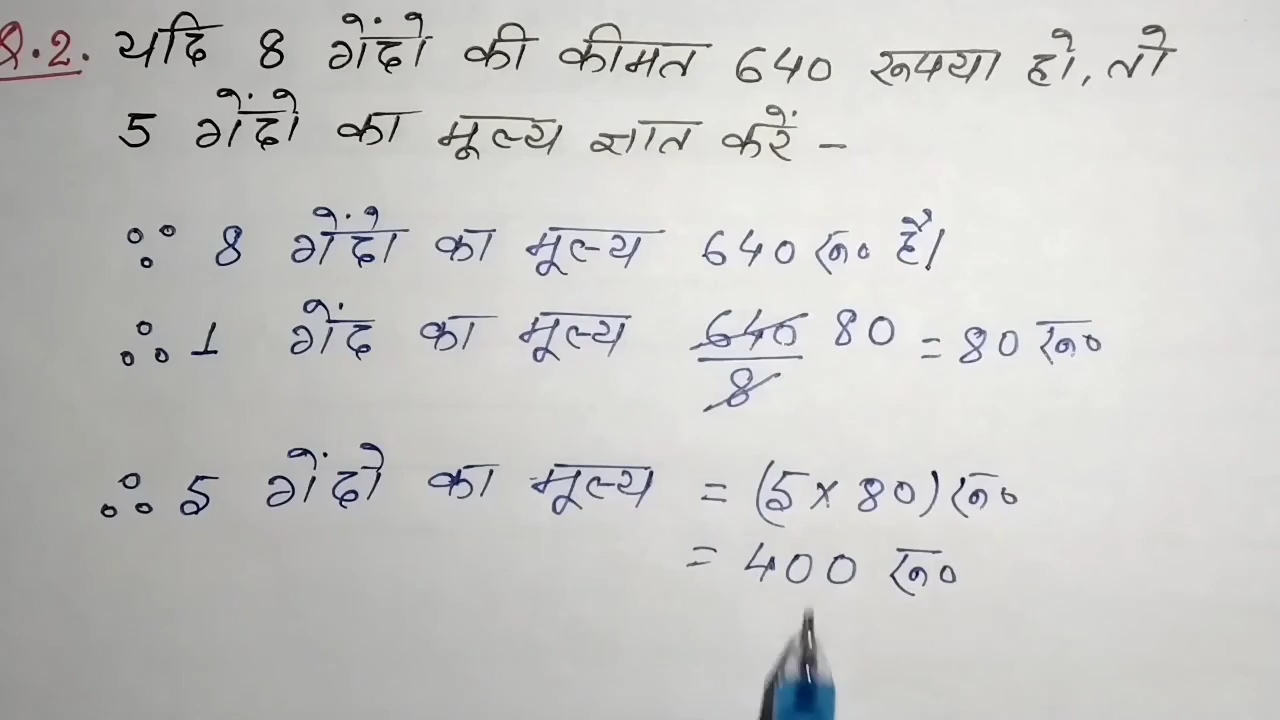 Q.2. यदि 8 गेंदों की कीमत 640 रूपया हो, तो
5 गेंदों का मूल्य ज्ञात करें -
∵ 8 गेंदों का मूल्य 640 रू० है।
∴ 1 गेंद का मूल्य 640/8 80 = 80 रू०
∴ 5 गेंदों का मूल्य = (5 × 80) रू०
= 400 रू०